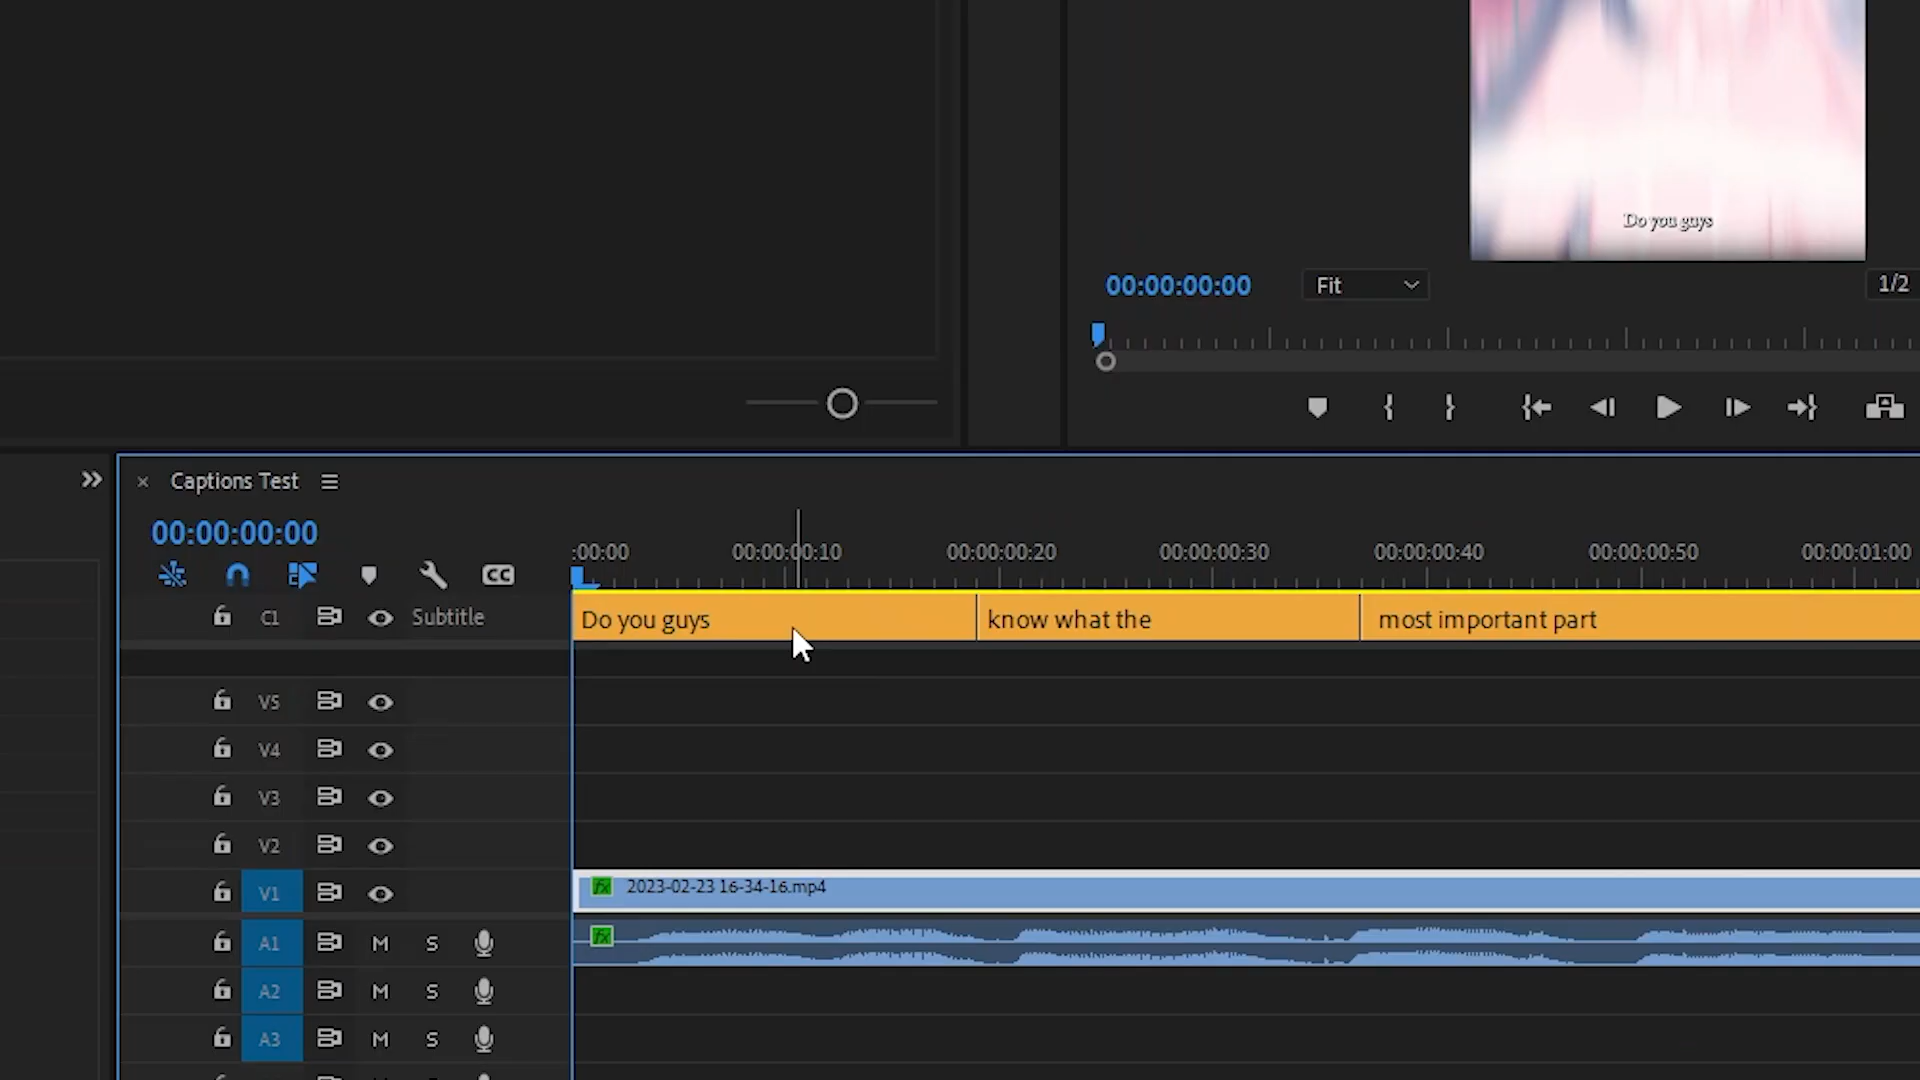 Do you guys
00:00:00:00
Fit
1/2
Captions Test
00:00:00:00
:00:00
00:00:00:10
00:00:00:20
00:00:00:30
00:00:00:40
00:00:00:50
00:00:01:00
CC
C1
Subtitle
Do you guys
know what the
most important part
V5
V4
V3
V2
V1
fx
2023-02-23 16-34-16.mp4
A1
M
S
fx
A2
M
S
A3
M
S